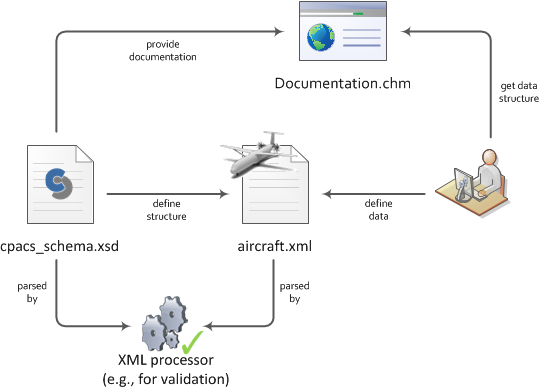 provide
documentation
Documentation.chm
get data
structure
define
structure
define
data
cpacs_schema.xsd
aircraft.xml
parsed
by
parsed
by
XML processor
(e.g., for validation)